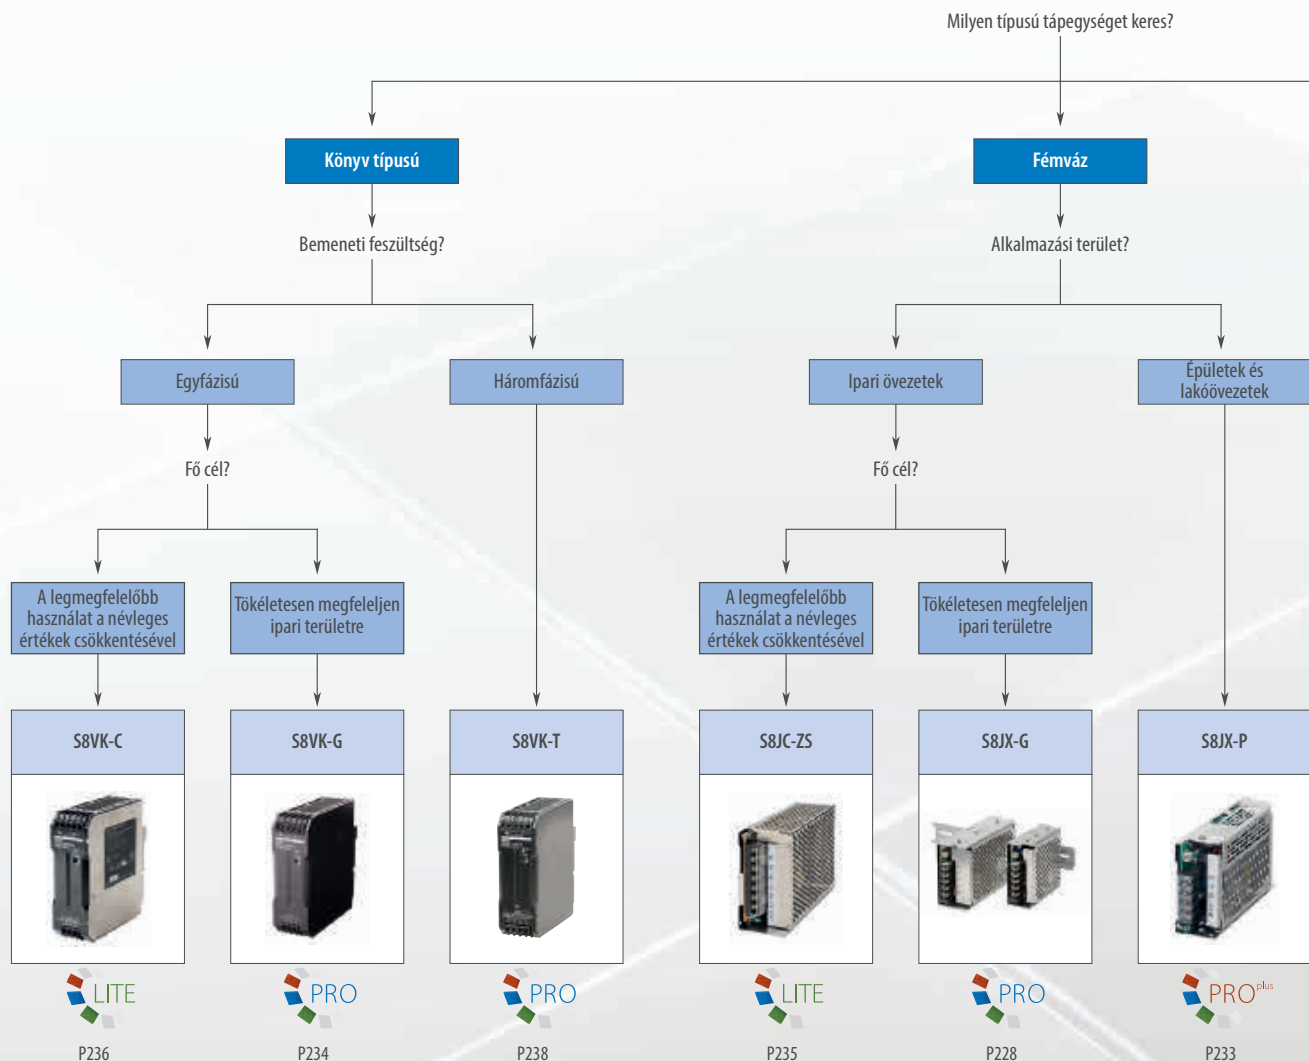 Milyen típusú tápegységet keres?
Könyv típusú
Fémváz
Bemeneti feszültség?
Alkalmazási terület?
Egyfázisú
Háromfázisú
Ipari övezetek
Épületek és
lakóövezetek
Fő cél?
Fő cél?
A legmegfelelőbb
használat a névleges
értékek csökkentésével
Tökéletesen megfeleljen
ipari területre
A legmegfelelőbb
használat a névleges
értékek csökkentésével
Tökéletesen megfeleljen
ipari területre
S8VK-C
S8VK-G
S8VK-T
S8JC-ZS
S8JX-G
S8JX-P
LITE
PRO
PRO
LITE
PRO
PRO plus
P236
P234
P238
P235
P228
P233